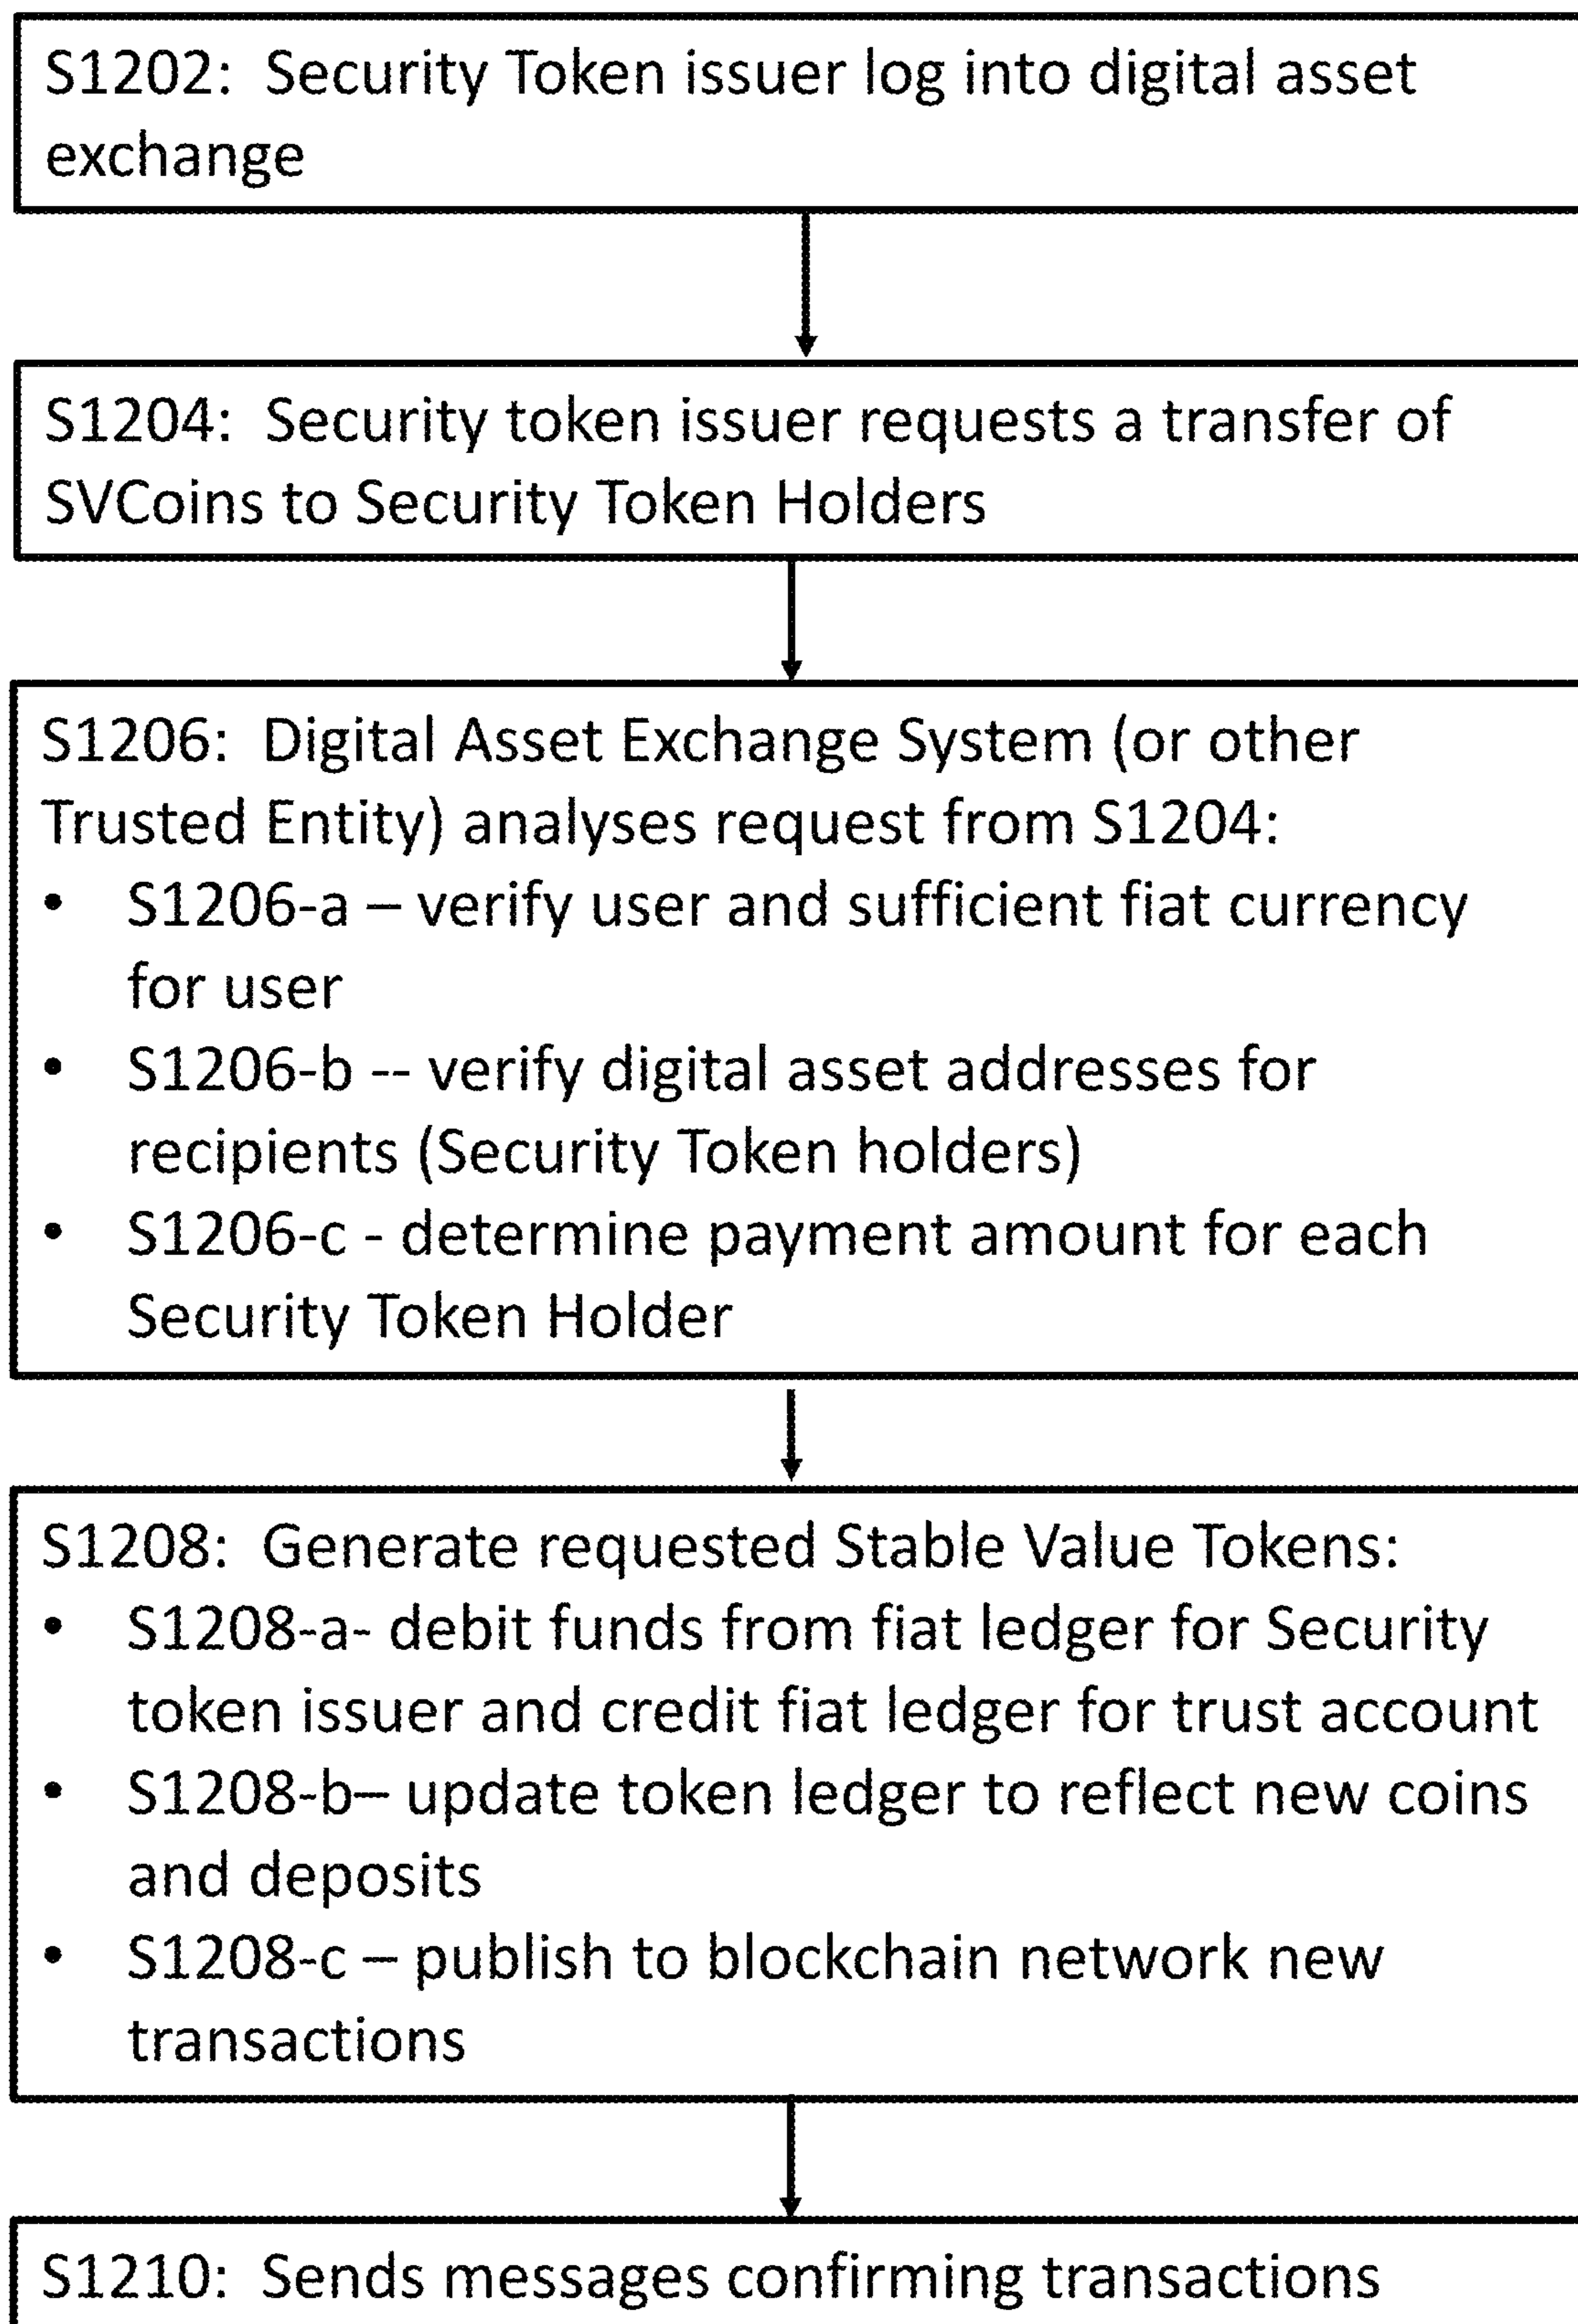 S1202: Security Token issuer log into digital asset
exchange
S1204: Security token issuer requests a transfer of
SVCoins to Security Token Holders
S1206: Digital Asset Exchange System (or other
Trusted Entity) analyses request from S1204:
• S1206-a – verify user and sufficient fiat currency
for user
• S1206-b -- verify digital asset addresses for
recipients (Security Token holders)
• S1206-c - determine payment amount for each
Security Token Holder
S1208: Generate requested Stable Value Tokens:
• S1208-a- debit funds from fiat ledger for Security
token issuer and credit fiat ledger for trust account
• S1208-b– update token ledger to reflect new coins
and deposits
• S1208-c – publish to blockchain network new
transactions
S1210: Sends messages confirming transactions